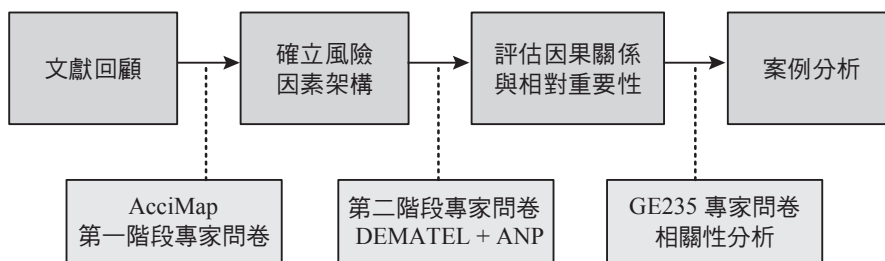 文獻回顧
確立風險
因素架構
評估因果關係
與相對重要性
案例分析
AcciMap
第一階段專家問卷
第二階段專家問卷
DEMATEL + ANP
GE235 專家問卷
相關性分析